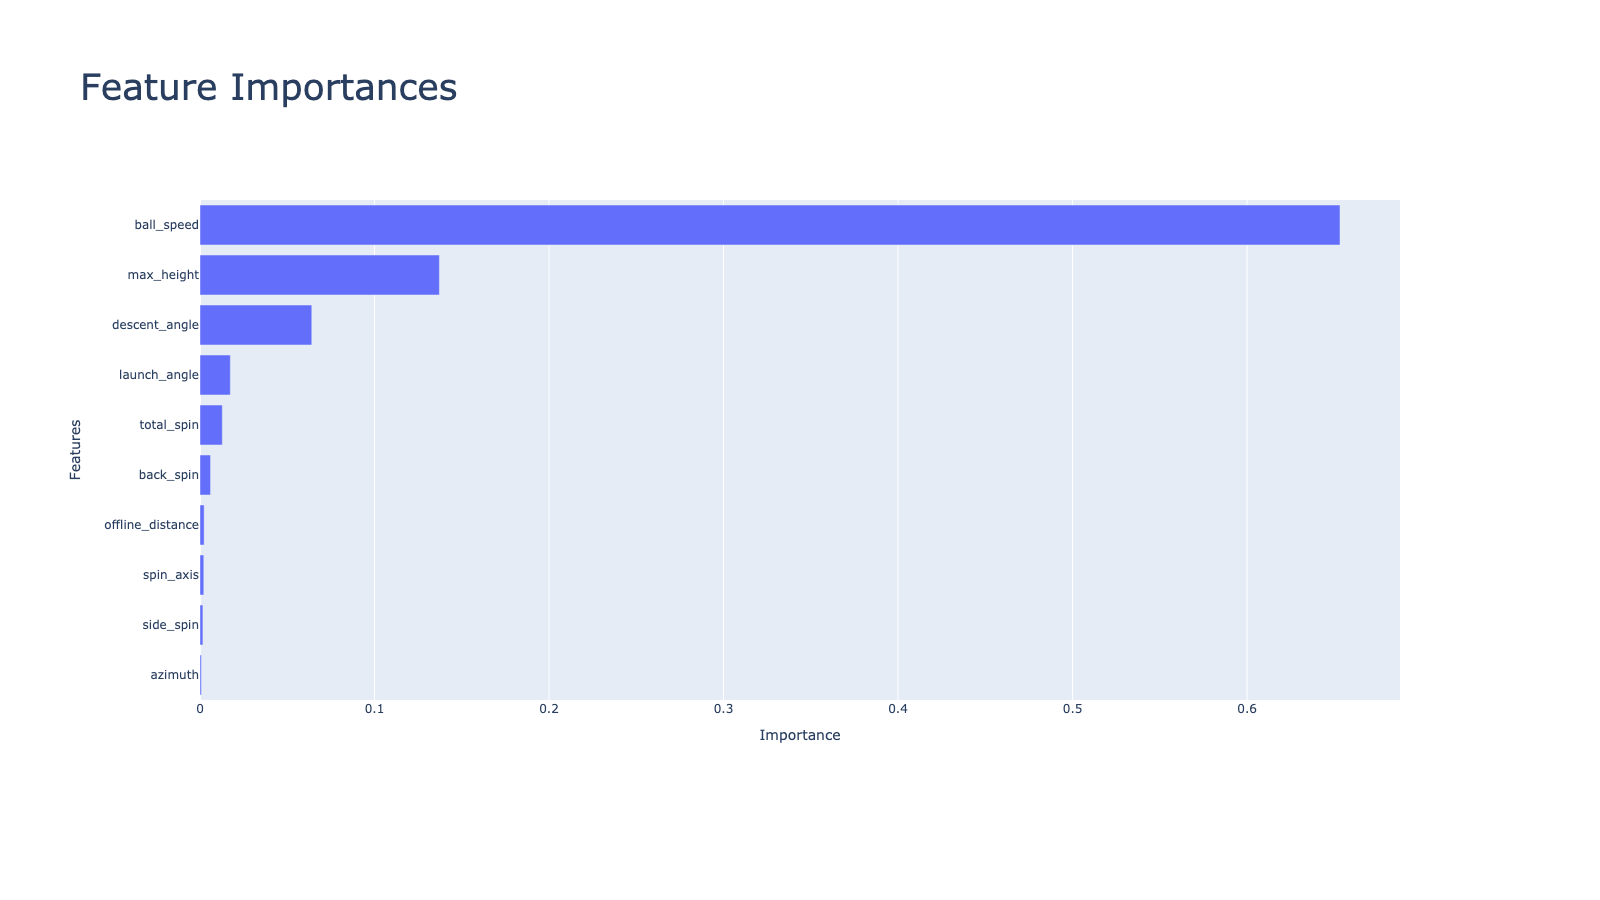 Feature Importances
ball_speed
max_height
descent_angle
launch_angle
total_spin
back_spin
offline_distance
spin_axis
side_spin
azimuth
Features
0 0.1 0.2 0.3 0.4 0.5 0.6
Importance